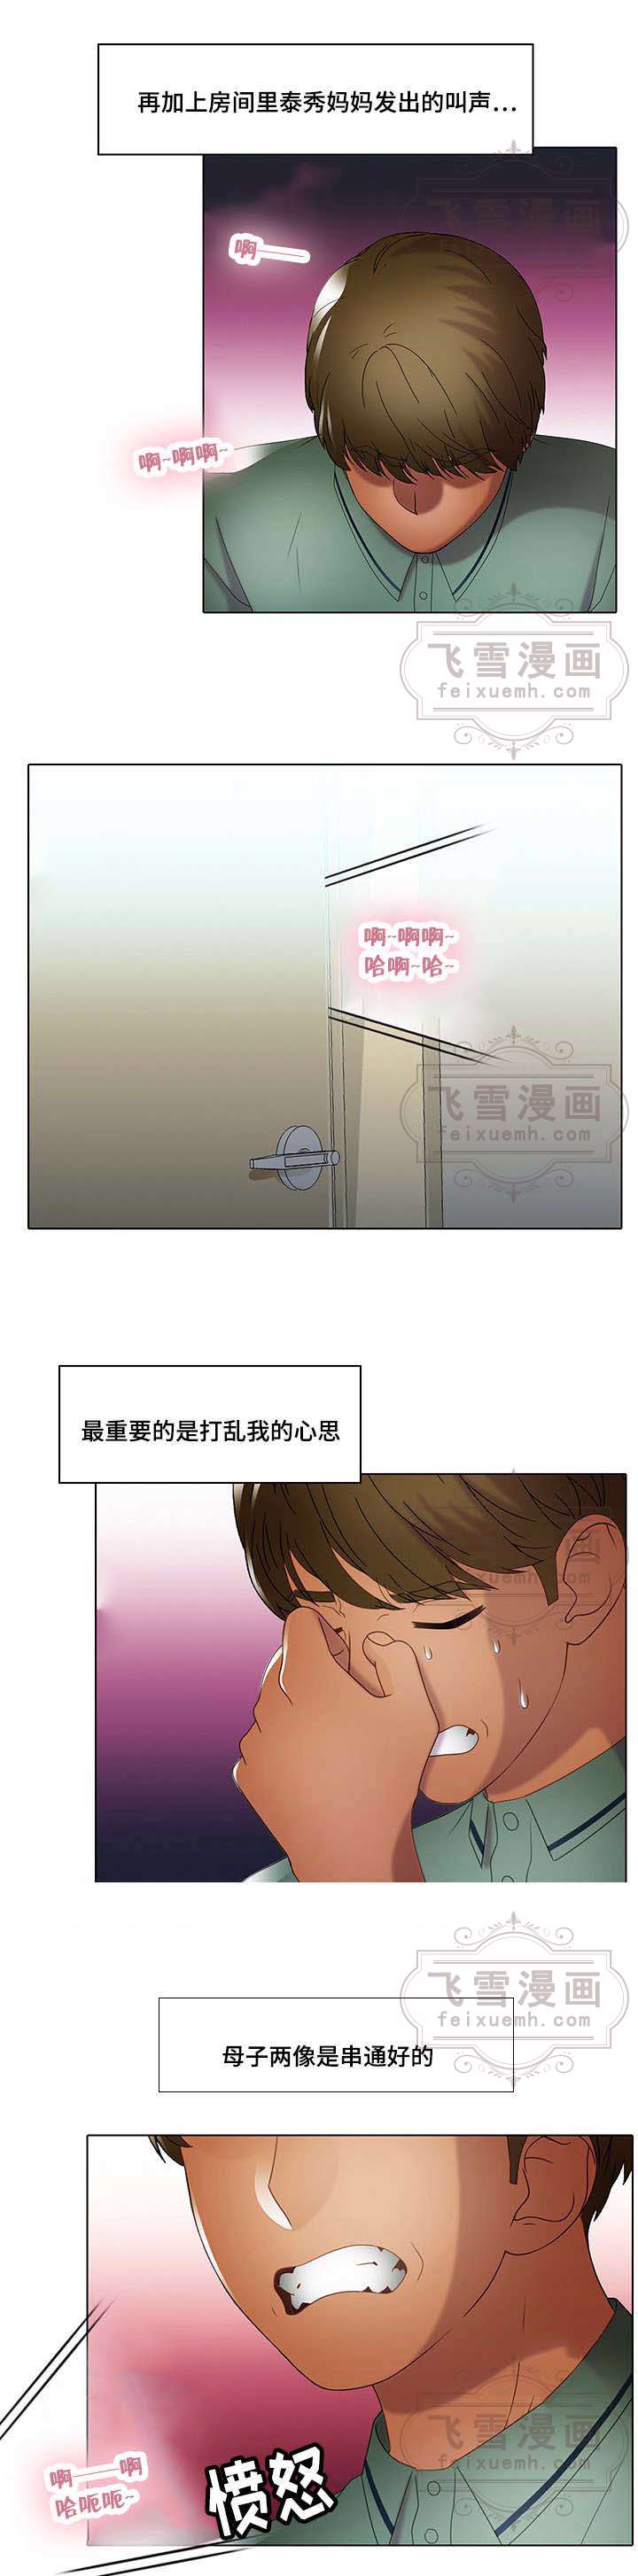 再加上房间里泰秀妈妈发出的叫声...
飞雪漫画
啊——
啊~啊啊~
飞雪漫画
feixuemh.com
啊~啊啊~
哈啊~哈~
飞雪漫画
feixuemh.com
最重要的是打乱我的心思
feixuemh.com
飞雪漫画
feixuemh.com
母子两像是串通好的
飞雪漫画
feixuemh.com
啊——啊
哈呃呃~
愤怒